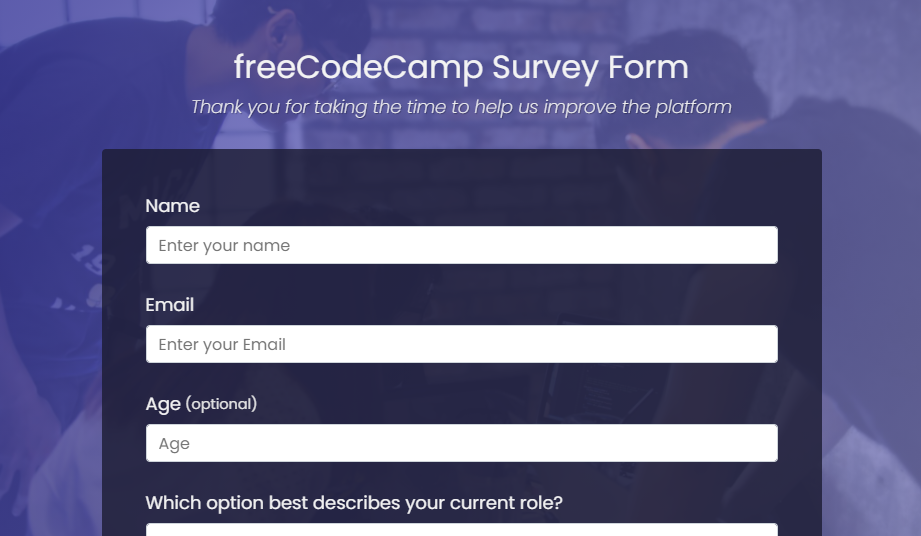 freeCodeCamp Survey Form
Thank you for taking the time to help us improve the platform
Name
Enter your name
Email
Enter your Email
Age (optional)
Age
Which option best describes your current role?